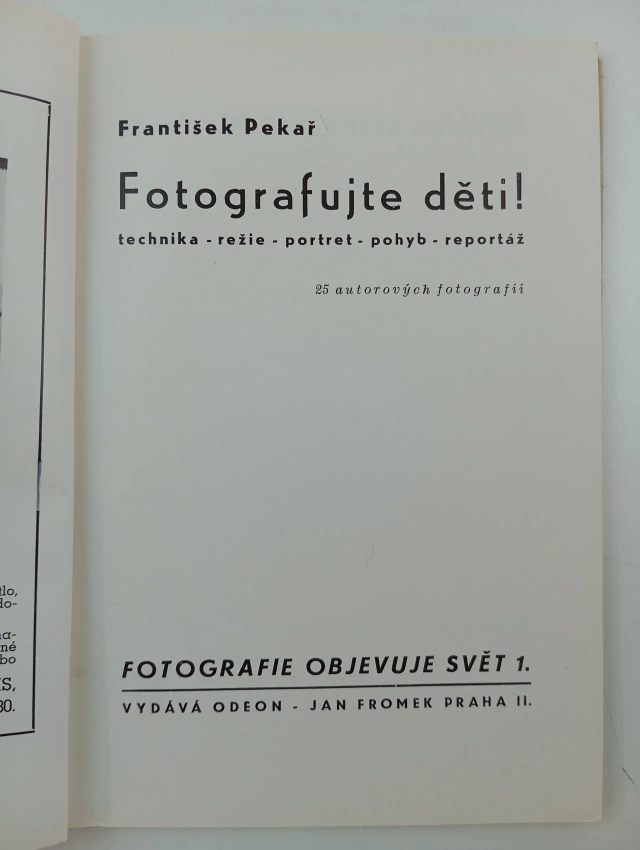 František Pekař
Fotografujte děti!
technika - režie - portret - pohyb - reportáž
25 autorových fotografií
FOTOGRAFIE OBJEVUJE SVĚT 1.
VYDÁVÁ ODEON - JAN FROMEK PRAHA II.